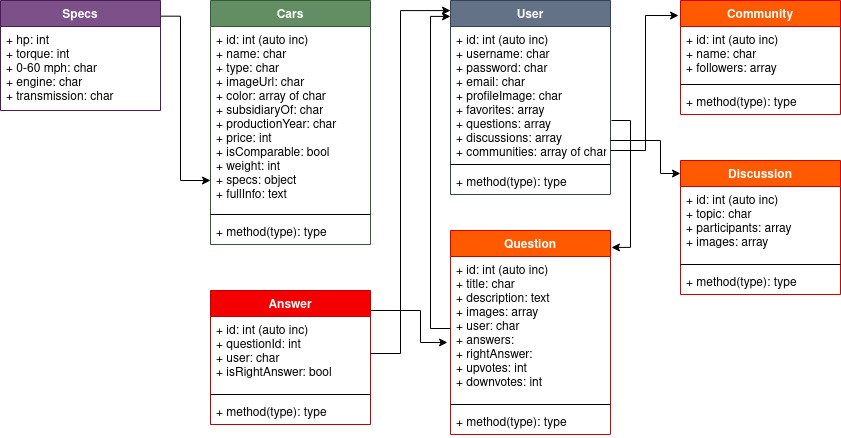 Specs
+ hp: int
+ torque: int
+ 0-60 mph: char
+ engine: char
+ transmission: char
Cars
+ id: int (auto inc)
+ name: char
+ type: char
+ imageUrl: char
+ color: array of char
+ subsidiaryOf: char
+ productionYear: char
+ price: int
+ isComparable: bool
+ weight: int
+ specs: object
+ fullInfo: text
+ method(type): type
User
+ id: int (auto inc)
+ username: char
+ password: char
+ email: char
+ profileImage: char
+ favorites: array
+ questions: array
+ discussions: array
+ communities: array of char
+ method(type): type
Community
+ id: int (auto inc)
+ name: char
+ followers: array
+ method(type): type
Discussion
+ id: int (auto inc)
+ topic: char
+ participants: array
+ images: array
+ method(type): type
Answer
+ id: int (auto inc)
+ questionId: int
+ user: char
+ isRightAnswer: bool
+ method(type): type
Question
+ id: int (auto inc)
+ title: char
+ description: text
+ images: array
+ user: char
+ answers:
+ rightAnswer:
+ upvotes: int
+ downvotes: int
+ method(type): type